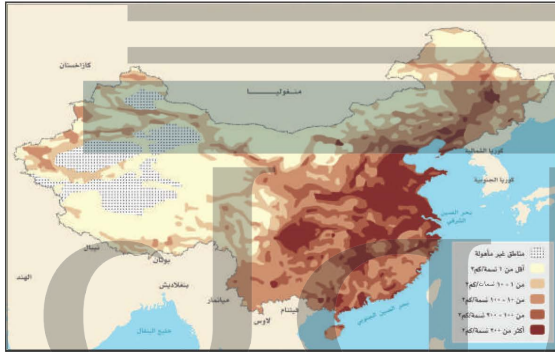 كازاخستان
منغوليا
كوريا الشمالية
كوريا الجنوبية
بحر الصين
الشرقي
نيبال
بوتان
الهند
بنغلاديش
ميانمار
لاوس
فيتنام
خليج البنغال
بحر الصين الجنوبي
مناطق غير مأهولة
أقل من ١ نسمة/كم٢
من ١ - ١٠ نسمات/كم٢
من ١٠ - ١٠٠ نسمة/كم٢
من ١٠٠ - ٢٠٠ نسمة/كم٢
أكثر من ٢٠٠ نسمة/كم٢